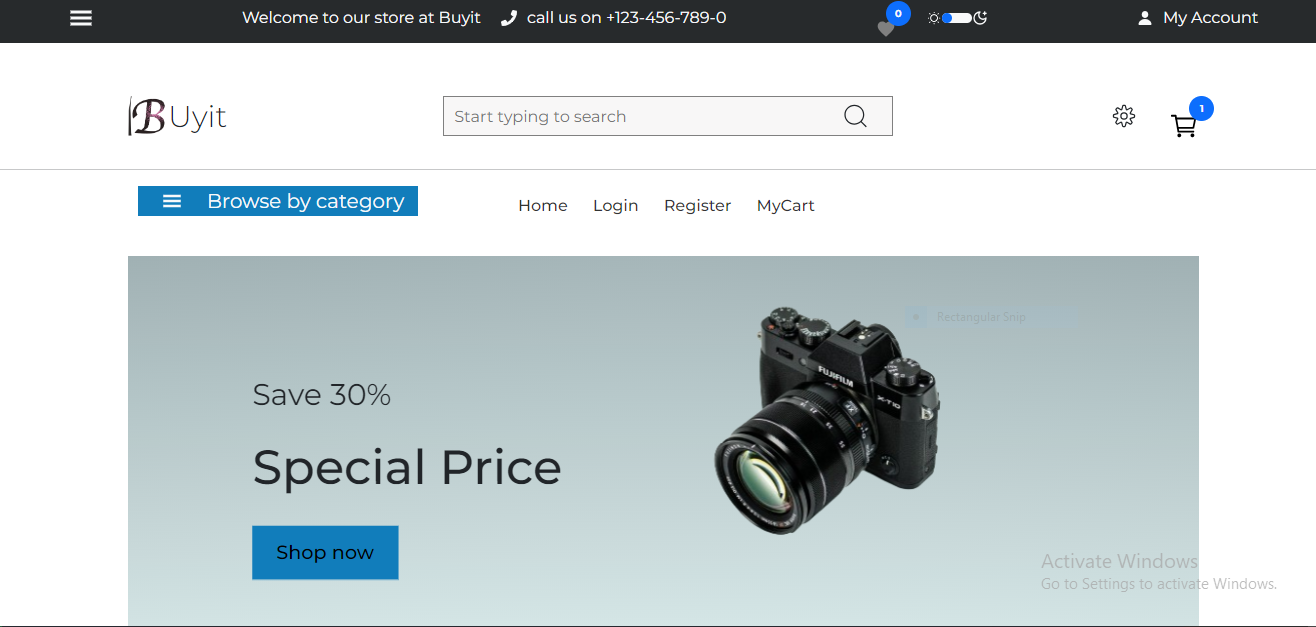 Welcome to our store at Buyit call us on +123-456-789-0 0 My Account
BUyit Start typing to search 1
Browse by category Home Login Register MyCart
Rectangular Snip
FUJIFILM
X-T10
Save 30%
Special Price
Shop now
Activate Windows
Go to Settings to activate Windows.